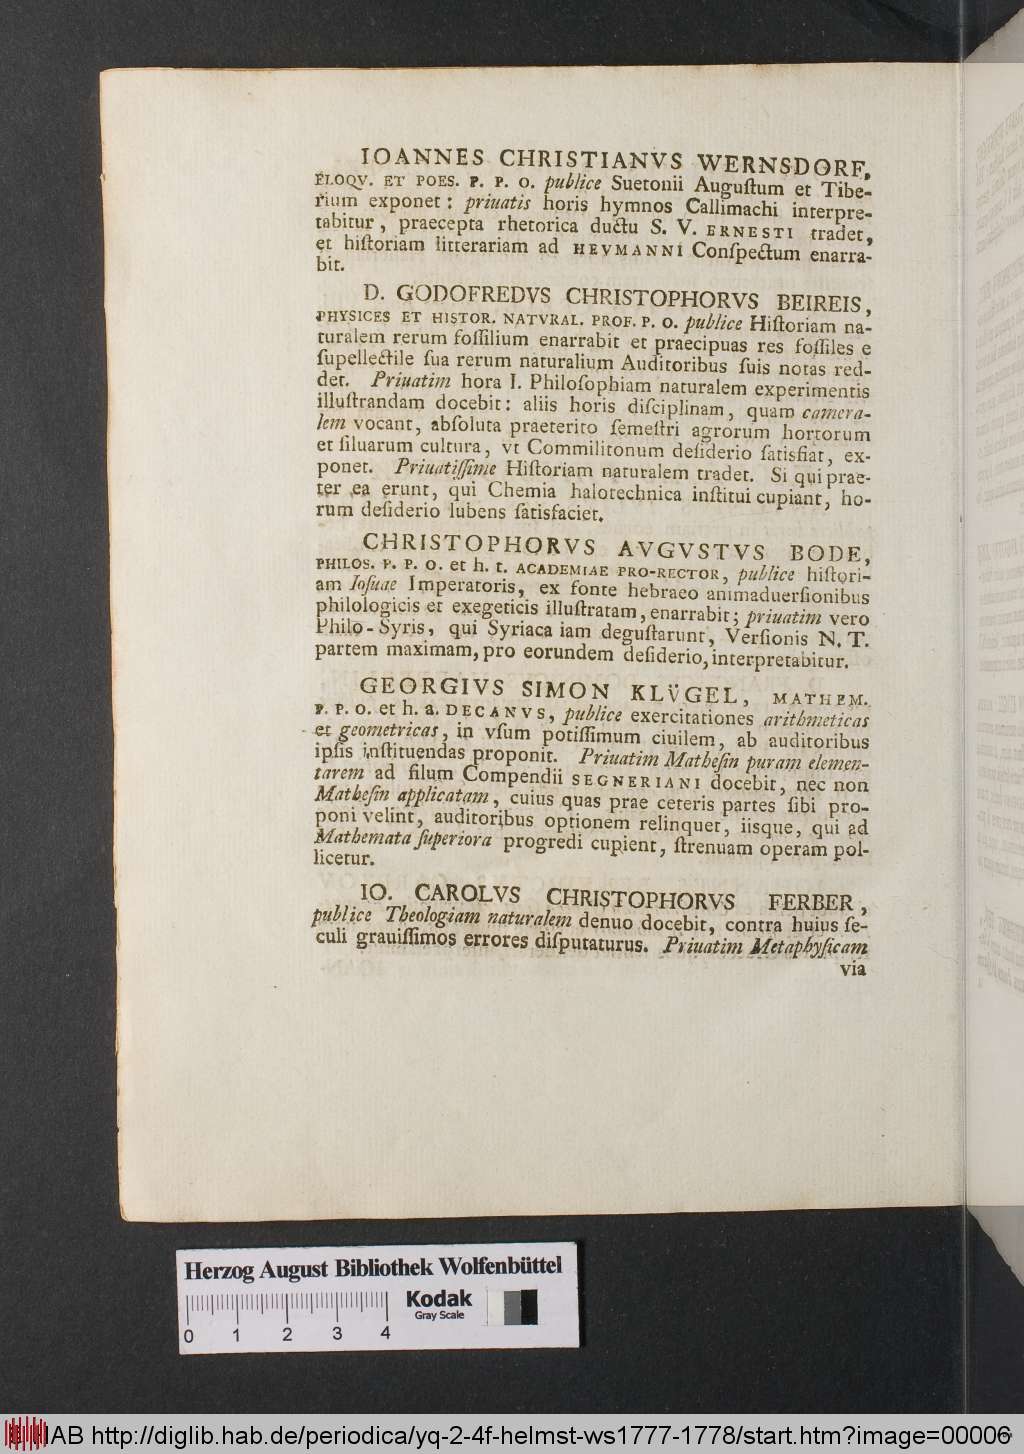 IOANNES CHRISTIANVS WERNSDORF,
ELOQV. ET POES. P. P. O. publice Suetonii Auguſtum et Tibe-
rium exponet: priuatis horis hymnos Callimachi interpre-
tabitur, praecepta rhetorica ductu S. V. ERNESTI tradet,
et hiſtoriam litterariam ad HEVMANNI Conſpectum enarra-
bit.
D. GODOFREDVS CHRISTOPHORVS BEIREIS,
PHYSICES ET HISTOR. NATVRAL. PROF. P. O. publice Hiſtoriam na-
turalem rerum foſſilium enarrabit et praecipuas res foſſiles e
ſupellectile ſua rerum naturalium Auditoribus ſuis notas red-
det. Priuatim hora I. Philoſophiam naturalem experimentis
illuſtrandam docebit: aliis horis diſciplinam, quam camera-
lem vocant, abſoluta praeterito ſemeſtri agrorum hortorum
et ſiluarum cultura, vt Commilitonum deſiderio ſatisfiat, ex-
ponet. Priuatiſſime Hiſtoriam naturalem tradet. Si qui prae-
ter ea erunt, qui Chemia halotechnica inſtitui cupiant, ho-
rum deſiderio lubens ſatisfaciet.
CHRISTOPHORVS AVGVSTVS BODE,
PHILOS. P. P. O. et h. t. ACADEMIAE PRO-RECTOR, publice hiſtori-
am Ioſuae Imperatoris, ex fonte hebraeo animaduerſionibus
philologicis et exegeticis illuſtratam, enarrabit; priuatim vero
Philo-Syris, qui Syriaca iam deguſtarunt, Verſionis N. T.
partem maximam, pro eorundem deſiderio, interpretabitur.
GEORGIVS SIMON KLVGEL, MATHEM.
P. P. O. et h. a. DECANVS, publice exercitationes arithmeticas
et geometricas, in vſum potiſſimum ciuilem, ab auditoribus
ipſis inſtituendas proponit. Priuatim Matheſin puram elemen-
tarem ad filum Compendii SEGNERIANI docebit, nec non
Matheſin applicatam, cuius quas prae ceteris partes ſibi pro-
poni velint, auditoribus optionem relinquet, iisque, qui ad
Mathemata ſuperiora progredi cupient, ſtrenuam operam pol-
licetur.
IO. CAROLVS CHRISTOPHORVS FERBER,
publice Theologiam naturalem denuo docebit, contra huius ſe-
culi grauiſſimos errores diſputaturus. Priuatim Metaphyſicam
via
Herzog August Bibliothek Wolfenbüttel
Kodak
Gray Scale
0 1 2 3 4
HAB http://diglib.hab.de/periodica/yq-2-4f-helmst-ws1777-1778/start.htm?image=00006